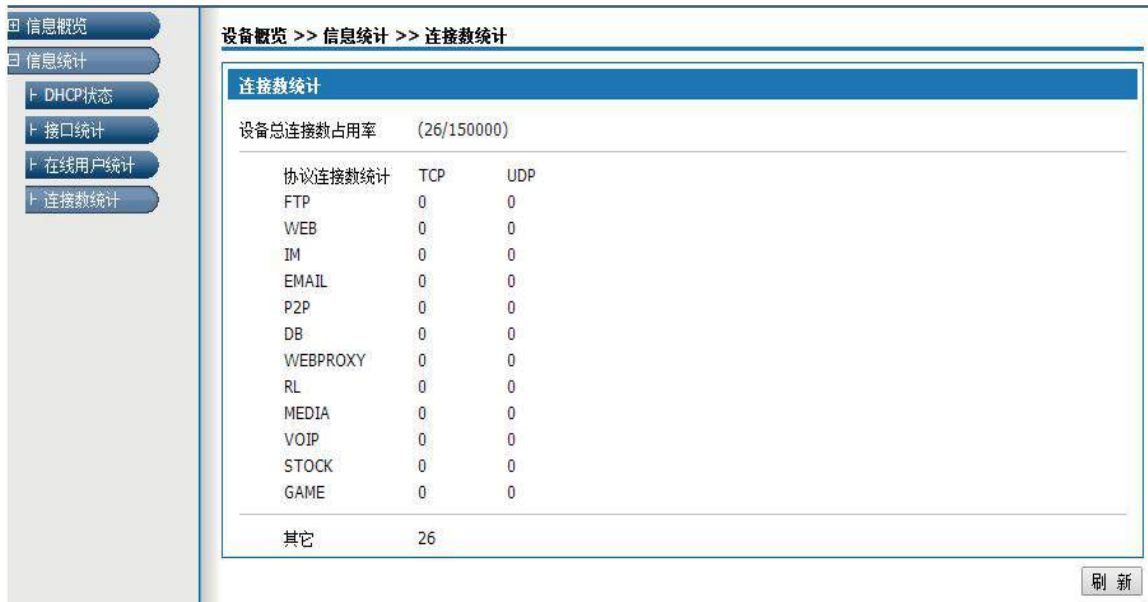 信息概览
信息统计
DHCP状态
接口统计
在线用户统计
连接数统计
设备概览 >> 信息统计 >> 连接数统计
连接数统计
设备总连接数占用率 (26/150000)
协议连接数统计 TCP UDP
FTP 0 0
WEB 0 0
IM 0 0
EMAIL 0 0
P2P 0 0
DB 0 0
WEBPROXY 0 0
RL 0 0
MEDIA 0 0
VOIP 0 0
STOCK 0 0
GAME 0 0
其它 26
刷 新